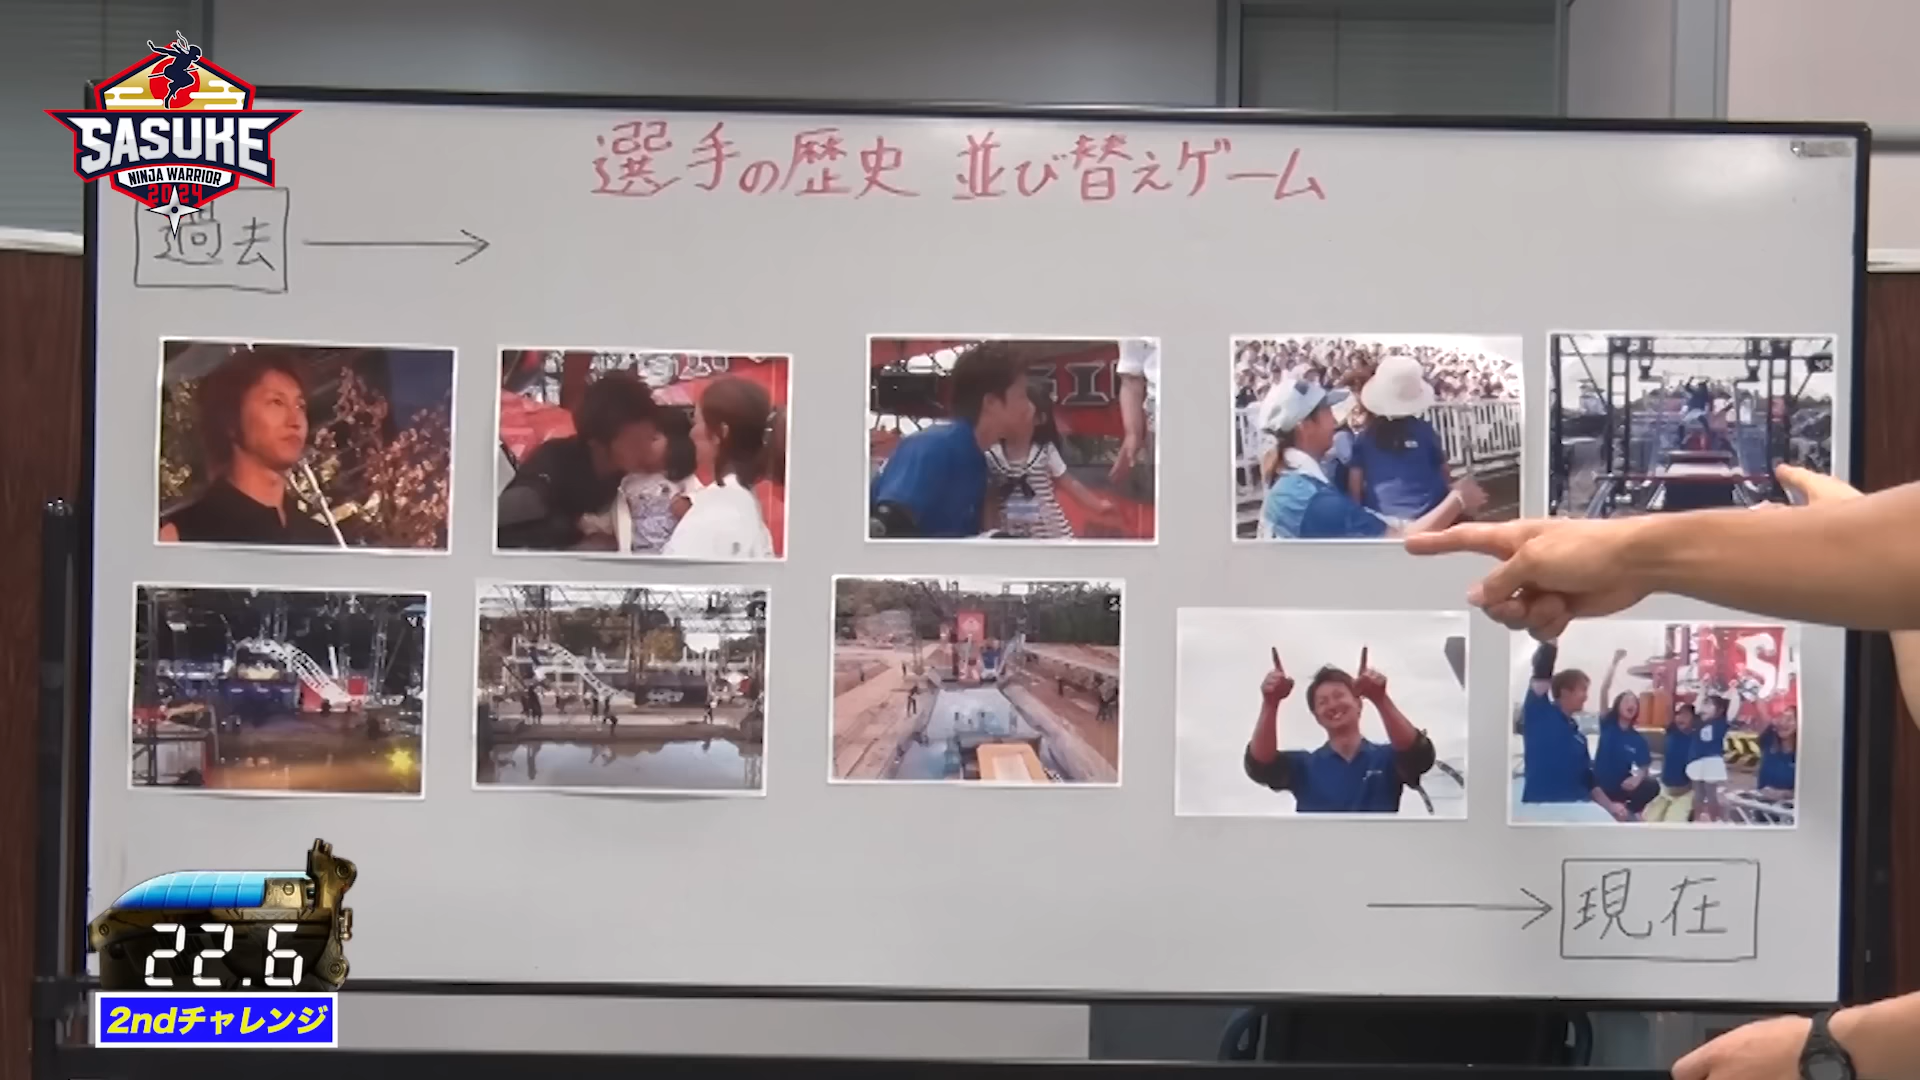 SASUKE
NINJA WARRIOR
2024
選手の歴史 並び替えゲーム
過去
現在
22.6
2ndチャレンジ